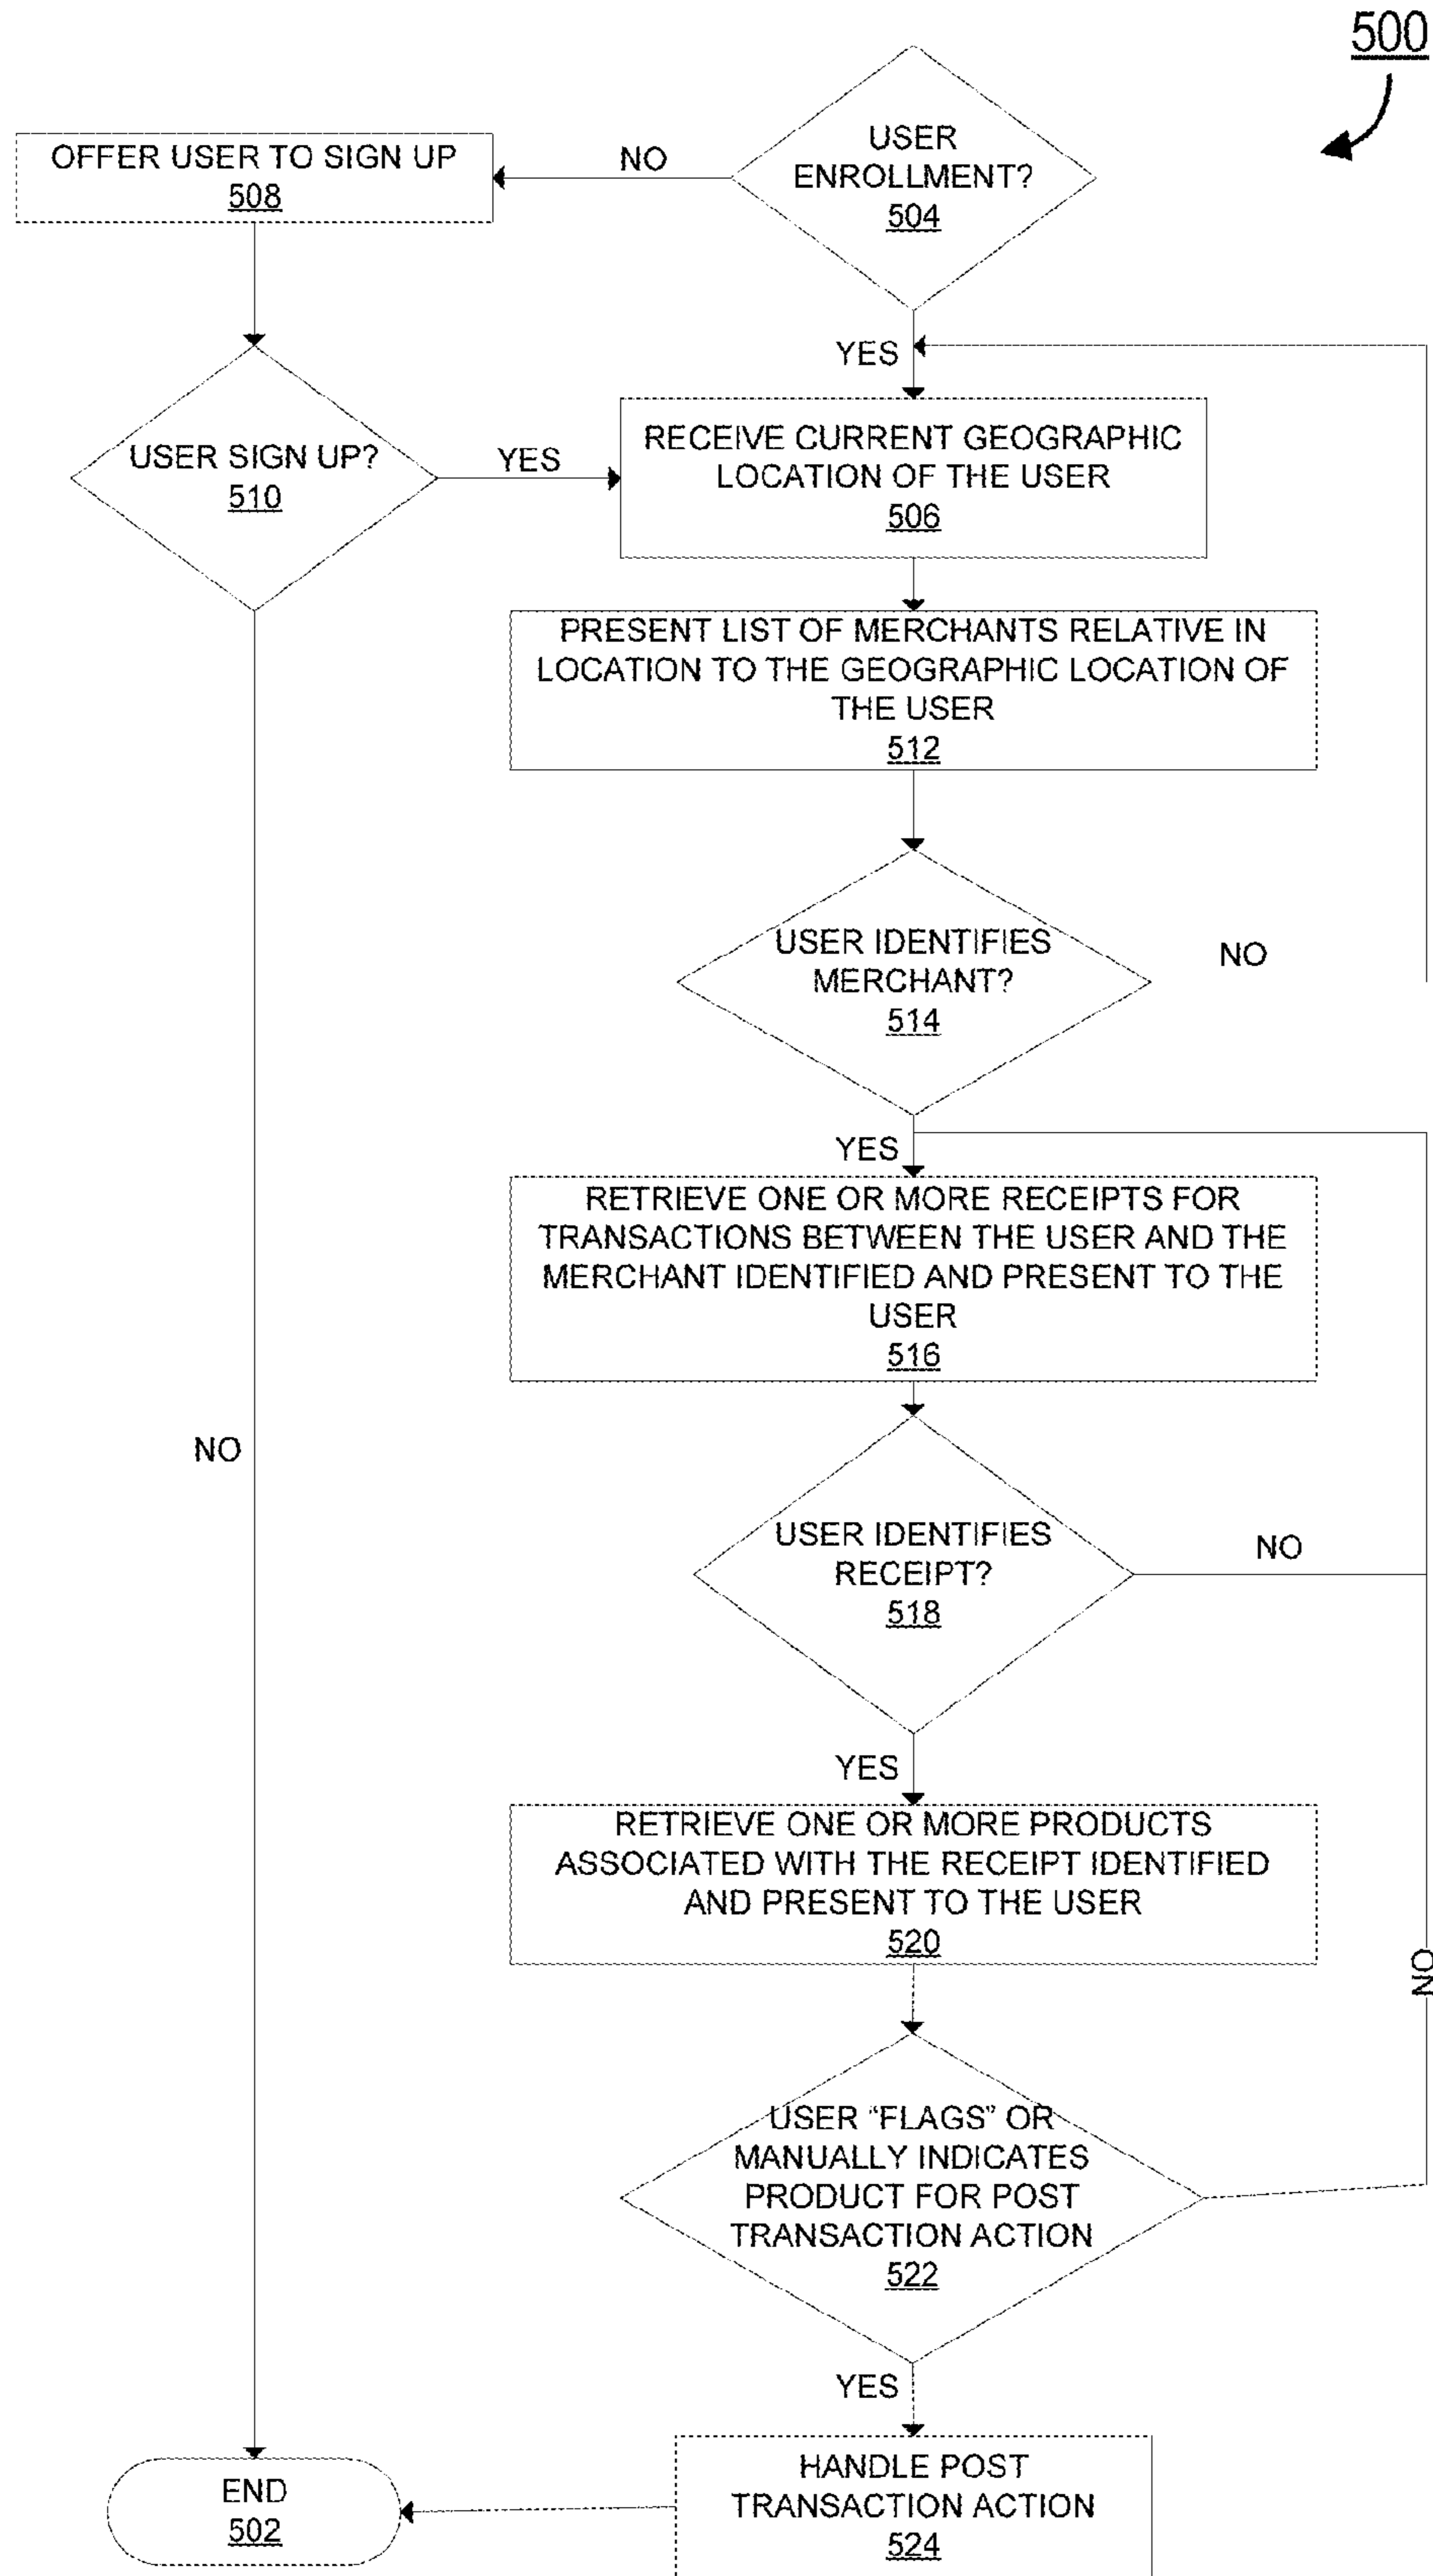 500
USER
ENROLLMENT?
504
NO
OFFER USER TO SIGN UP
508
YES
USER SIGN UP?
510
YES
RECEIVE CURRENT GEOGRAPHIC
LOCATION OF THE USER
506
PRESENT LIST OF MERCHANTS RELATIVE IN
LOCATION TO THE GEOGRAPHIC LOCATION OF
THE USER
512
USER IDENTIFIES
MERCHANT?
514
NO
YES
RETRIEVE ONE OR MORE RECEIPTS FOR
TRANSACTIONS BETWEEN THE USER AND THE
MERCHANT IDENTIFIED AND PRESENT TO THE
USER
516
NO
USER IDENTIFIES
RECEIPT?
518
NO
YES
RETRIEVE ONE OR MORE PRODUCTS
ASSOCIATED WITH THE RECEIPT IDENTIFIED
AND PRESENT TO THE USER
520
NO
USER “FLAGS” OR
MANUALLY INDICATES
PRODUCT FOR POST
TRANSACTION ACTION
522
YES
HANDLE POST
TRANSACTION ACTION
524
END
502